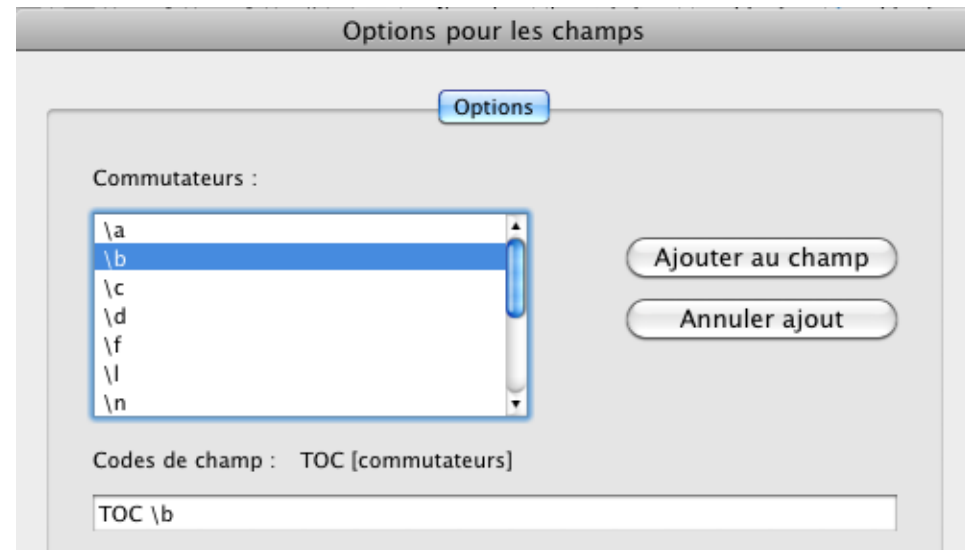 Options pour les champs
Options
Commutateurs :
\a
\b
\c
\d
\f
\l
\n
Ajouter au champ
Annuler ajout
Codes de champ : TOC [commutateurs]
TOC \b